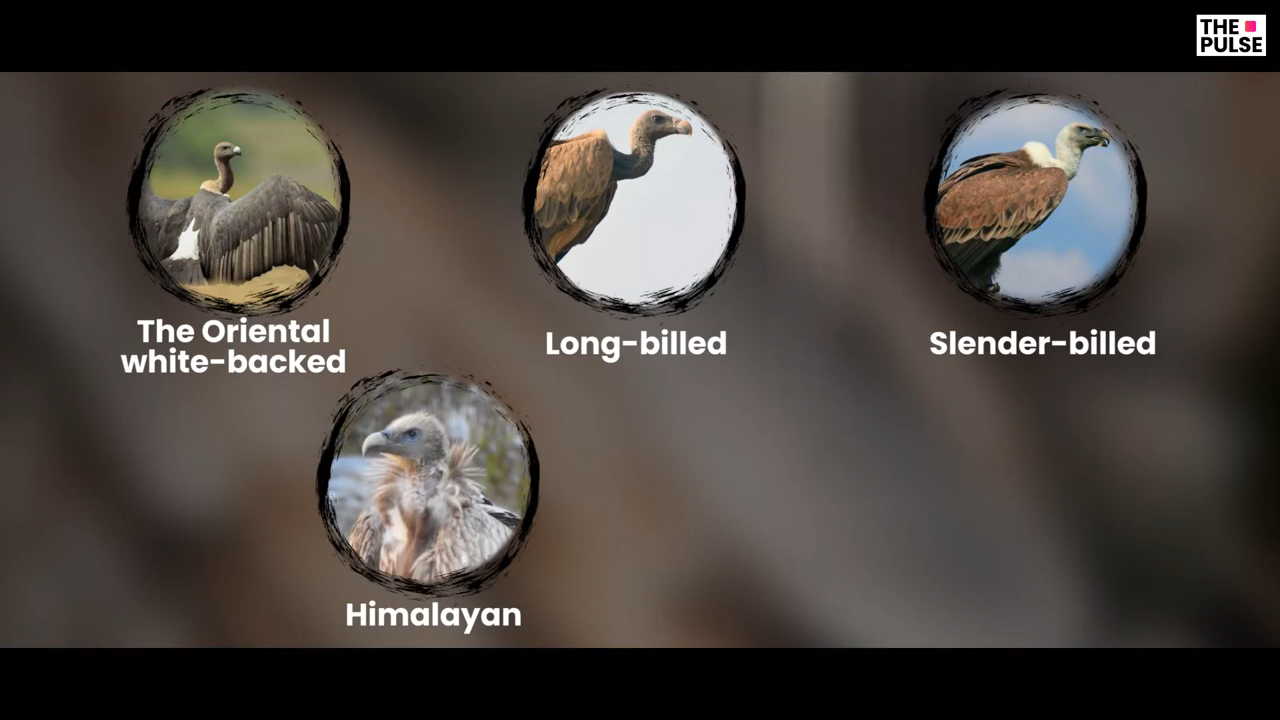 THE
PULSE
The Oriental
white-backed
Long-billed
Slender-billed
Himalayan